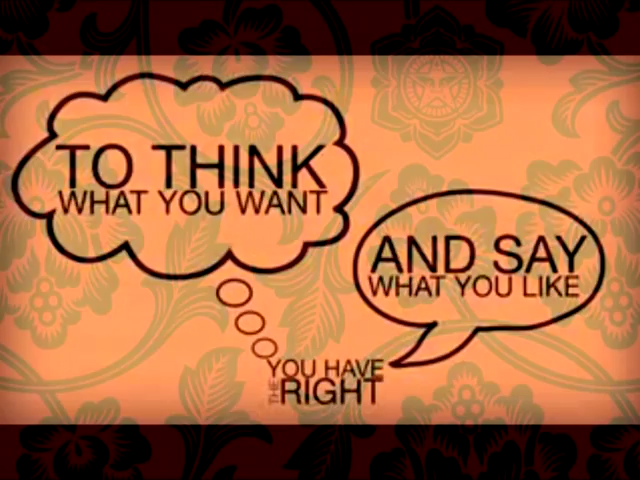 TO THINK
WHAT YOU WANT
AND SAY
WHAT YOU LIKE
YOU HAVE
THE RIGHT